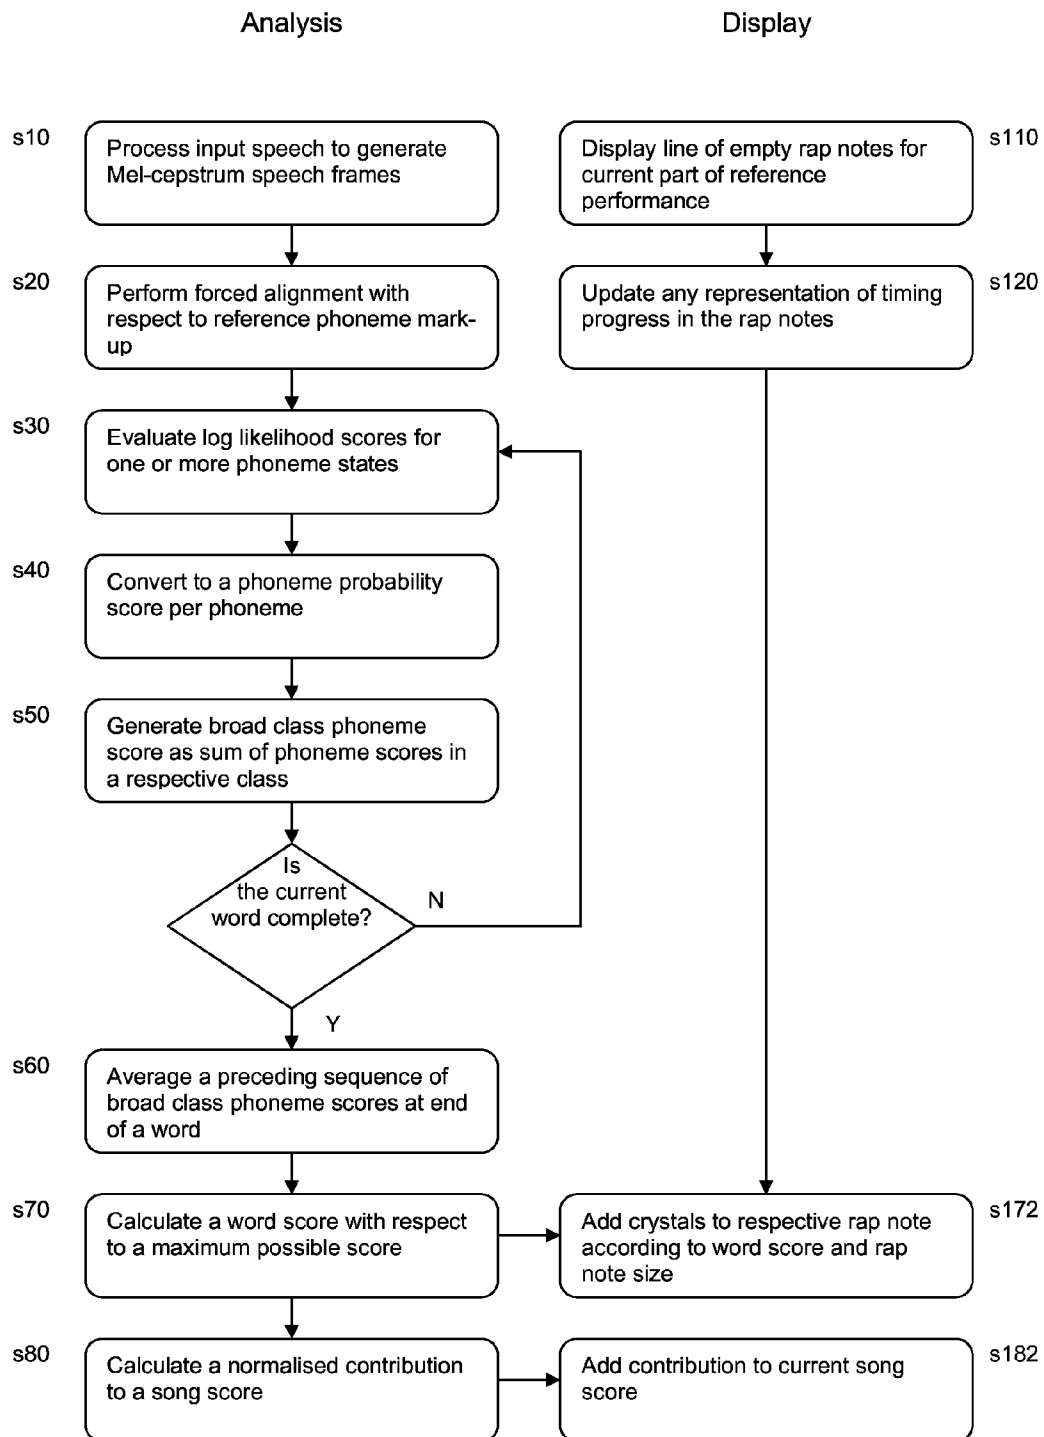 Analysis
Display
s10
Process input speech to generate
Mel-cepstrum speech frames
Display line of empty rap notes for
current part of reference
performance
s110
s20
Perform forced alignment with
respect to reference phoneme mark-
up
Update any representation of timing
progress in the rap notes
s120
s30
Evaluate log likelihood scores for
one or more phoneme states
s40
Convert to a phoneme probability
score per phoneme
s50
Generate broad class phoneme
score as sum of phoneme scores in
a respective class
Is
the current
word complete?
N
Y
s60
Average a preceding sequence of
broad class phoneme scores at end
of a word
s70
Calculate a word score with respect
to a maximum possible score
Add crystals to respective rap note
according to word score and rap
note size
s172
s80
Calculate a normalised contribution
to a song score
Add contribution to current song
score
s182